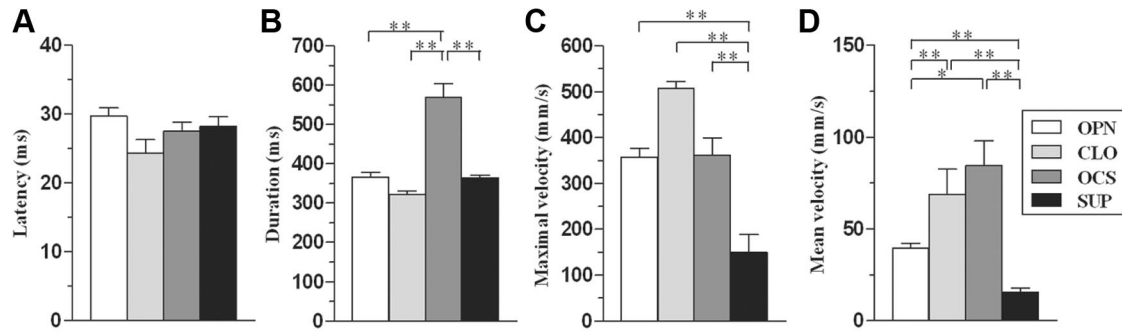 A
B
C
D
Latency (ms)
40
30
20
10
0
Duration (ms)
700
600
500
400
300
200
100
0
** ** **
Maximal velocity (mm/s)
600
500
400
300
200
100
0
**
**
**
Mean velocity (mm/s)
150
100
50
0
**
** **
* **
OPN
CLO
OCS
SUP